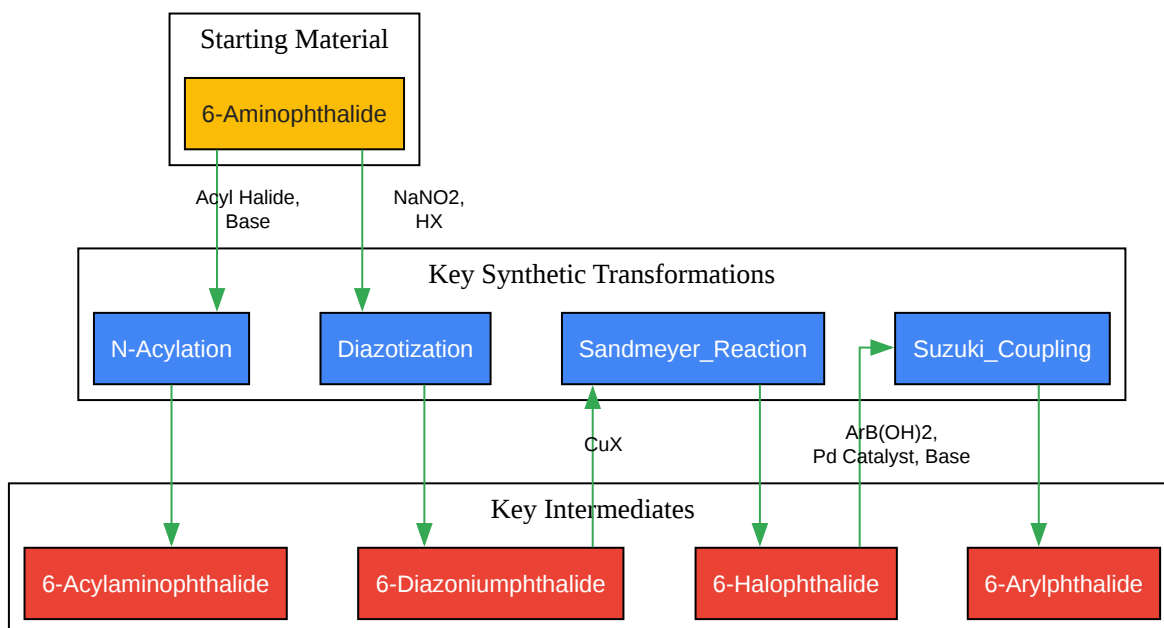 Starting Material
6-Aminophthalide
Acyl Halide,
Base
NaNO2,
HX
Key Synthetic Transformations
N-Acylation
Diazotization
Sandmeyer_Reaction
Suzuki_Coupling
CuX
ArB(OH)2,
Pd Catalyst, Base
Key Intermediates
6-Acylaminophthalide
6-Diazoniumphthalide
6-Halophthalide
6-Arylphthalide